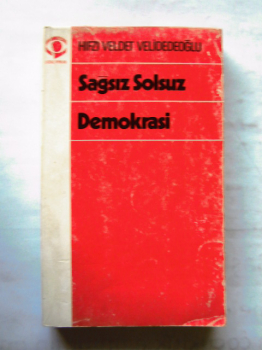 HIFZI VELDET VELİDEDEOĞLU
Sağsız Solsuz
Demokrasi